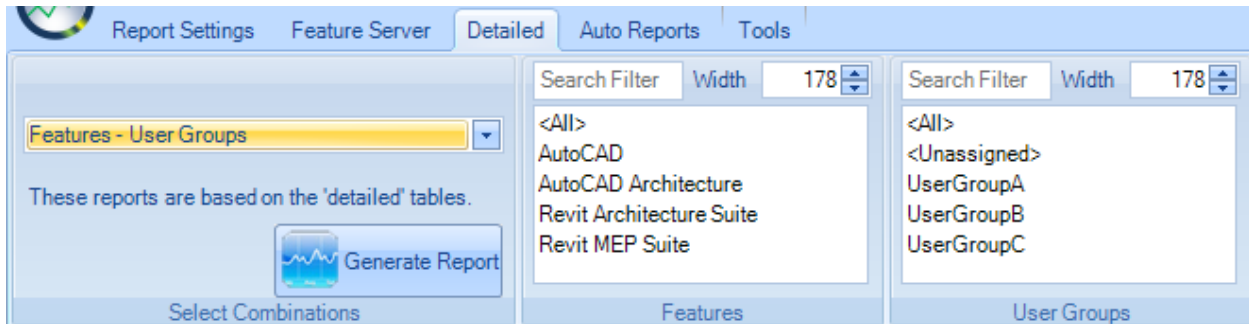 Report Settings Feature Server Detailed Auto Reports Tools
Features - User Groups
These reports are based on the 'detailed' tables.
Generate Report
Select Combinations
Search Filter Width 178
<All>
AutoCAD
AutoCAD Architecture
Revit Architecture Suite
Revit MEP Suite
Features
Search Filter Width 178
<All>
<Unassigned>
UserGroupA
UserGroupB
UserGroupC
User Groups